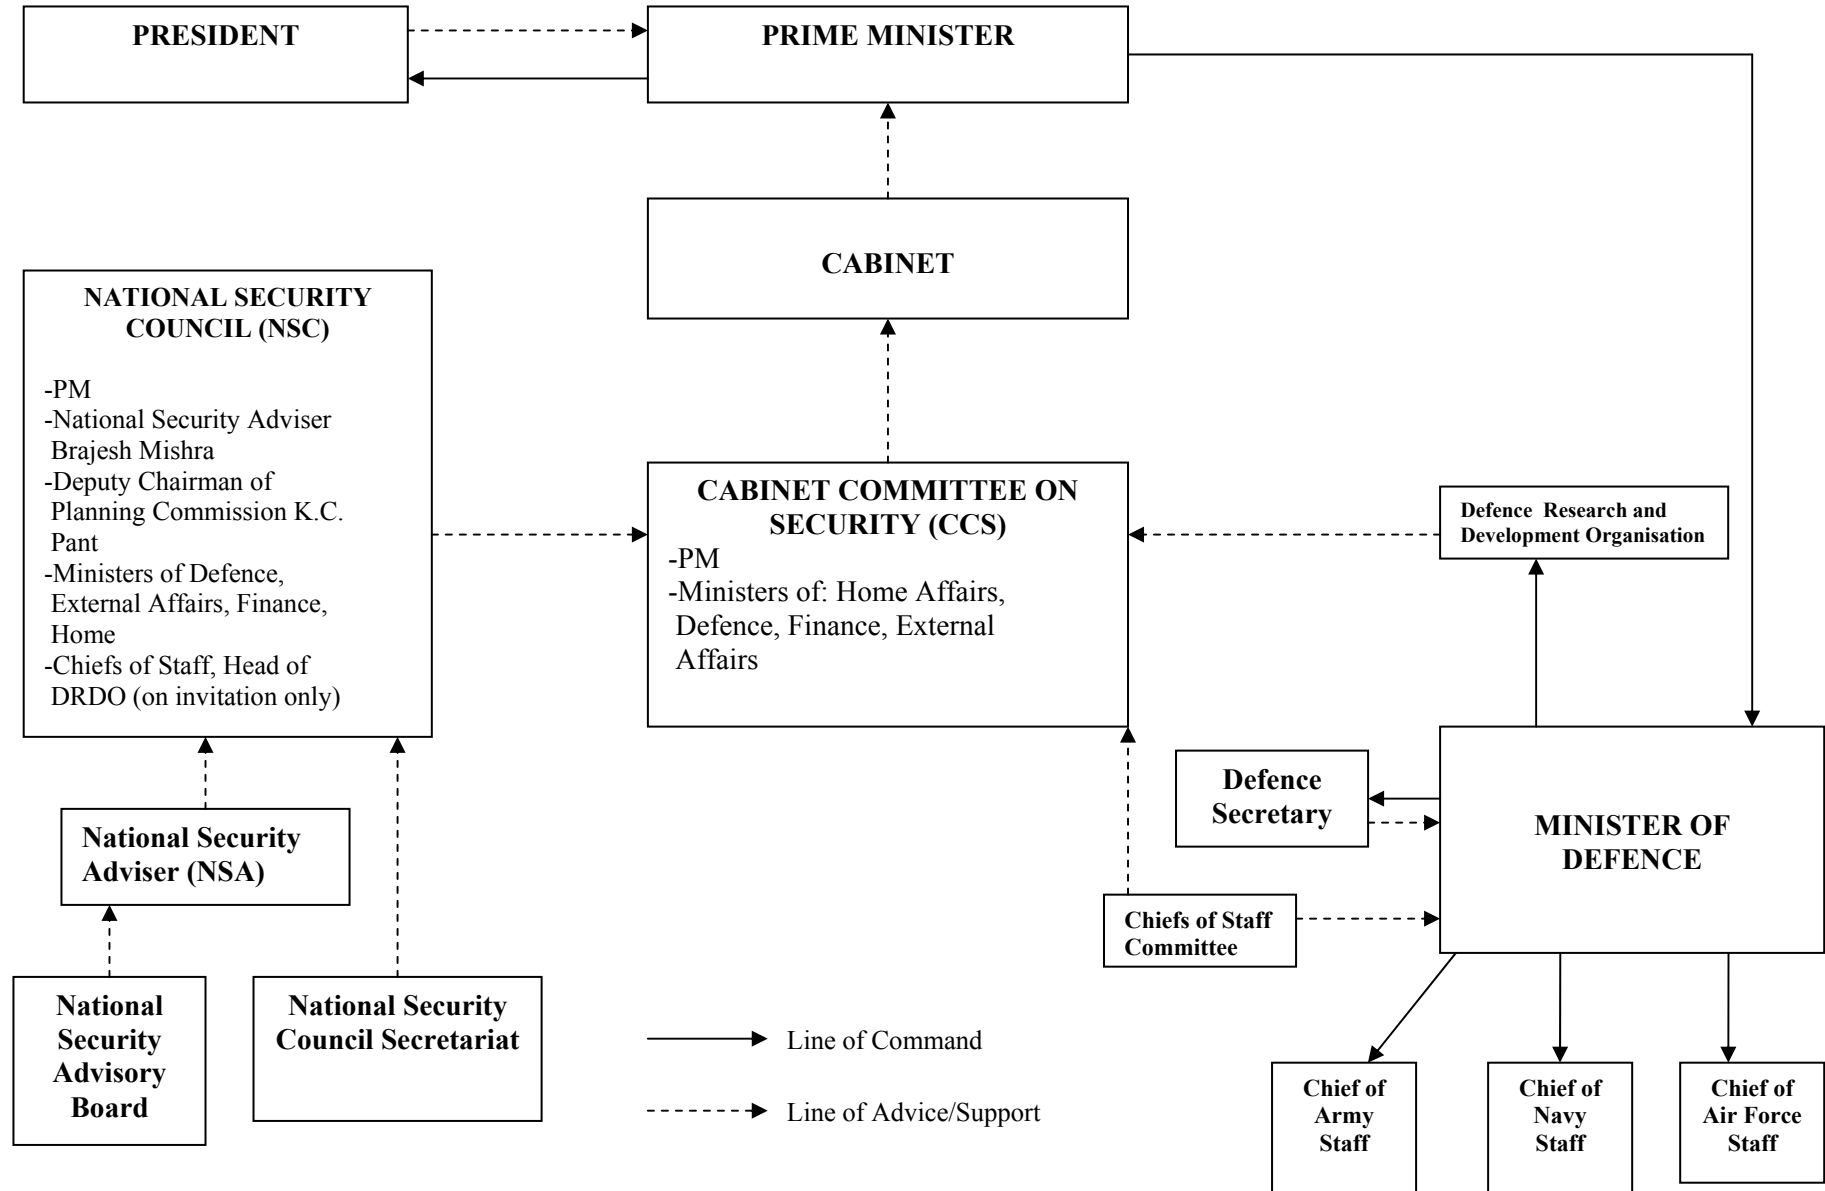 PRESIDENT
PRIME MINISTER
CABINET
NATIONAL SECURITY
COUNCIL (NSC)
-PM
-National Security Adviser
Brajesh Mishra
-Deputy Chairman of
Planning Commission K.C.
Pant
-Ministers of Defence,
External Affairs, Finance,
Home
-Chiefs of Staff, Head of
DRDO (on invitation only)
CABINET COMMITTEE ON
SECURITY (CCS)
-PM
-Ministers of: Home Affairs,
Defence, Finance, External
Affairs
Defence Research and
Development Organisation
Defence
Secretary
MINISTER OF
DEFENCE
National Security
Adviser (NSA)
Chiefs of Staff
Committee
National
Security
Advisory
Board
National Security
Council Secretariat
Line of Command
Line of Advice/Support
Chief of
Army
Staff
Chief of
Navy
Staff
Chief of
Air Force
Staff